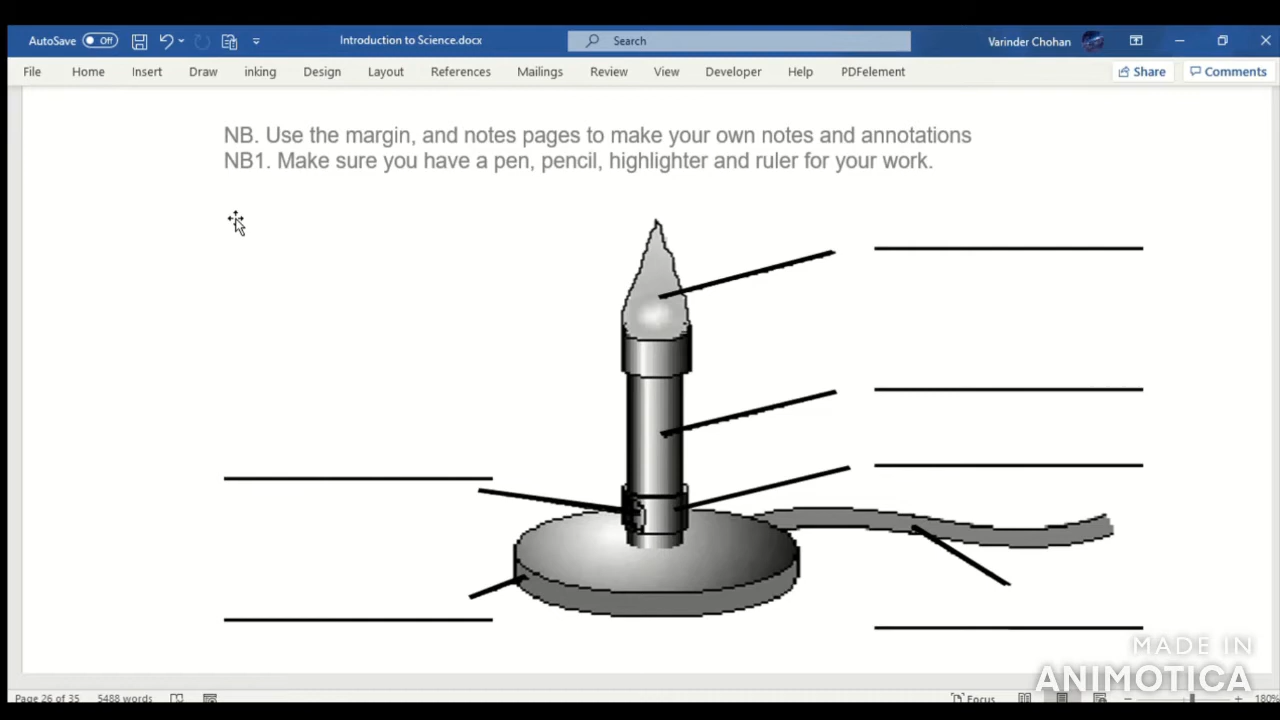 AutoSave Off Introduction to Science.docx Search Varinder Chohan
File Home Insert Draw inking Design Layout References Mailings Review View Developer Help PDFelement Share Comments
NB. Use the margin, and notes pages to make your own notes and annotations
NB1. Make sure you have a pen, pencil, highlighter and ruler for your work.
MADE IN
ANIMOTICA
Page 26 of 35 5488 words Focus 180%